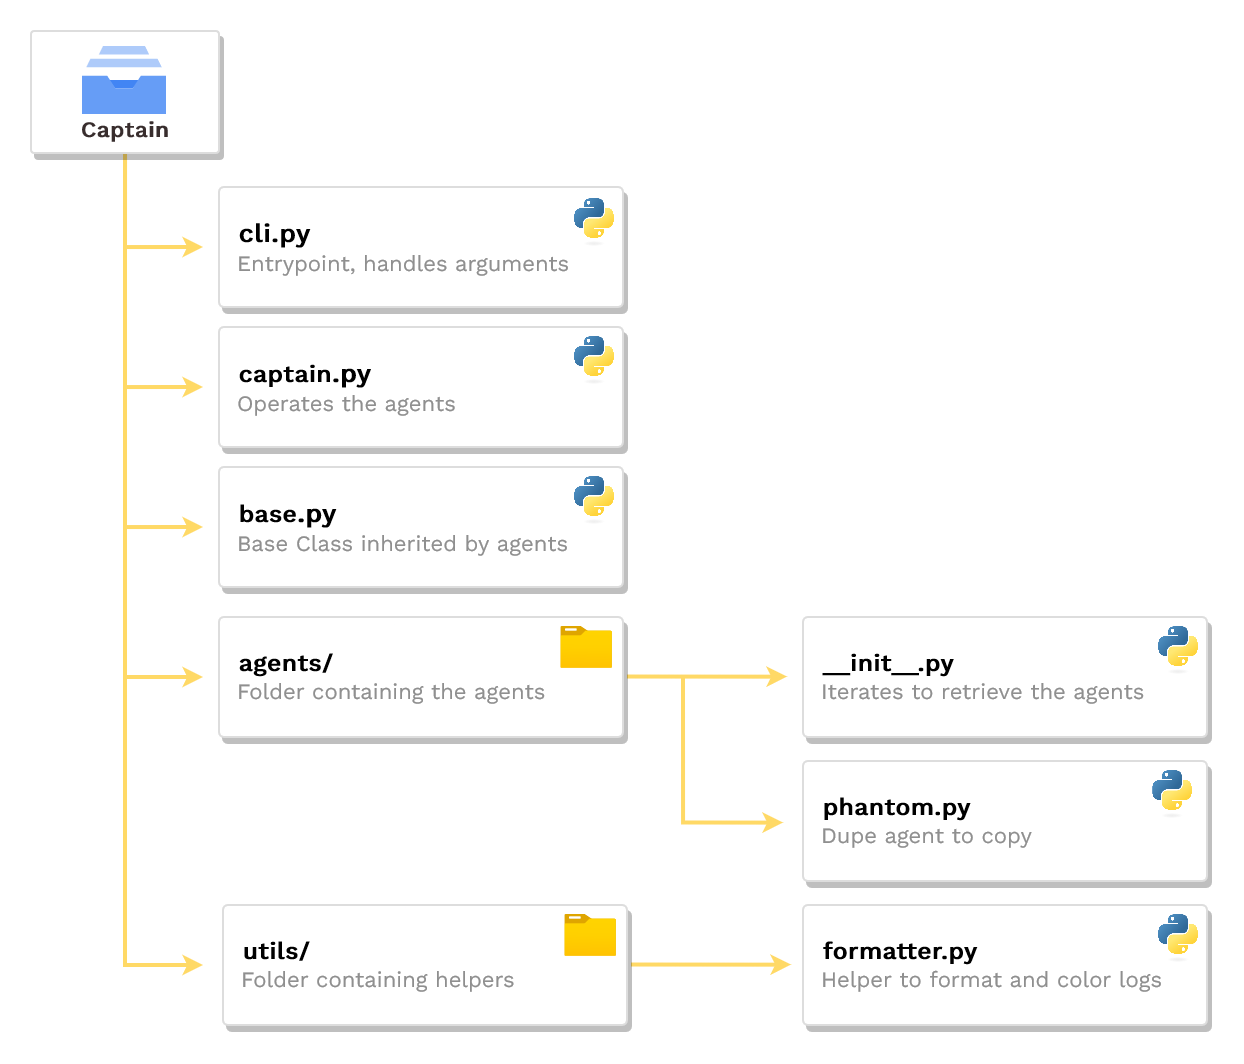 Captain
cli.py
Entrypoint, handles arguments
captain.py
Operates the agents
base.py
Base Class inherited by agents
agents/
Folder containing the agents
__init__.py
Iterates to retrieve the agents
phantom.py
Dupe agent to copy
utils/
Folder containing helpers
formatter.py
Helper to format and color logs